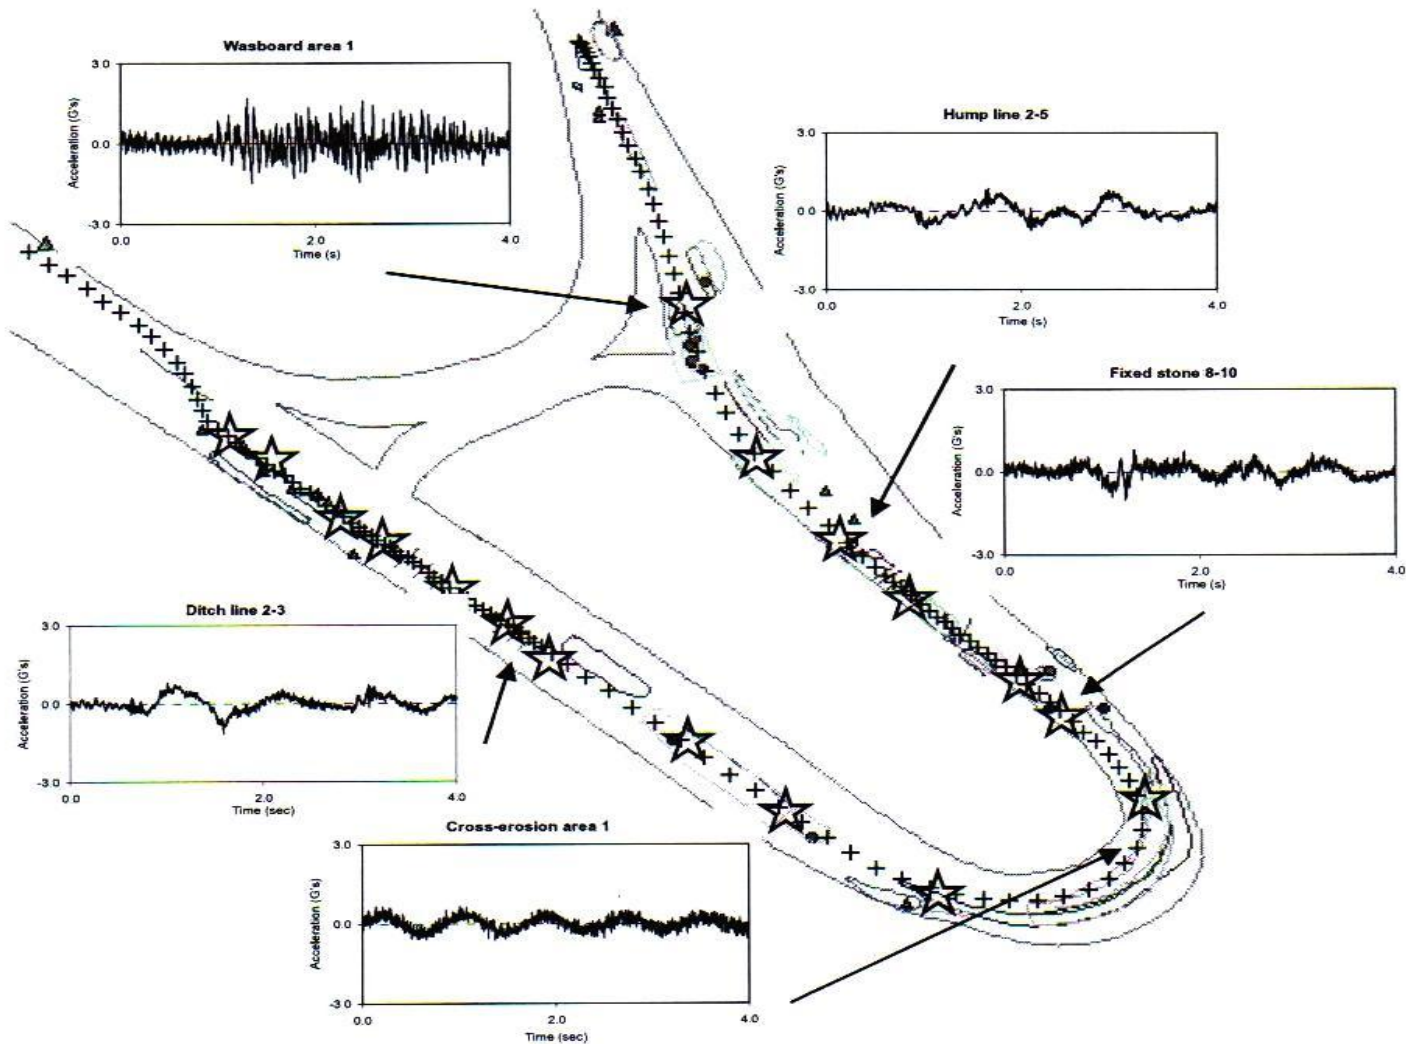 Wasboard area 1
3.0
0.0
-3.0
Acceleration (G's)
0.0
2.0
4.0
Time (s)
Hump line 2-5
3.0
0.0
-3.0
Acceleration (G's)
0.0
2.0
4.0
Time (s)
Fixed stone 8-10
3.0
0.0
-3.0
Acceleration (G's)
0.0
2.0
4.0
Time (s)
Ditch line 2-3
3.0
0.0
-3.0
Acceleration (G's)
0.0
2.0
4.0
Time (sec)
Cross-erosion area 1
3.0
0.0
-3.0
Acceleration (G's)
0.0
2.0
4.0
Time (sec)